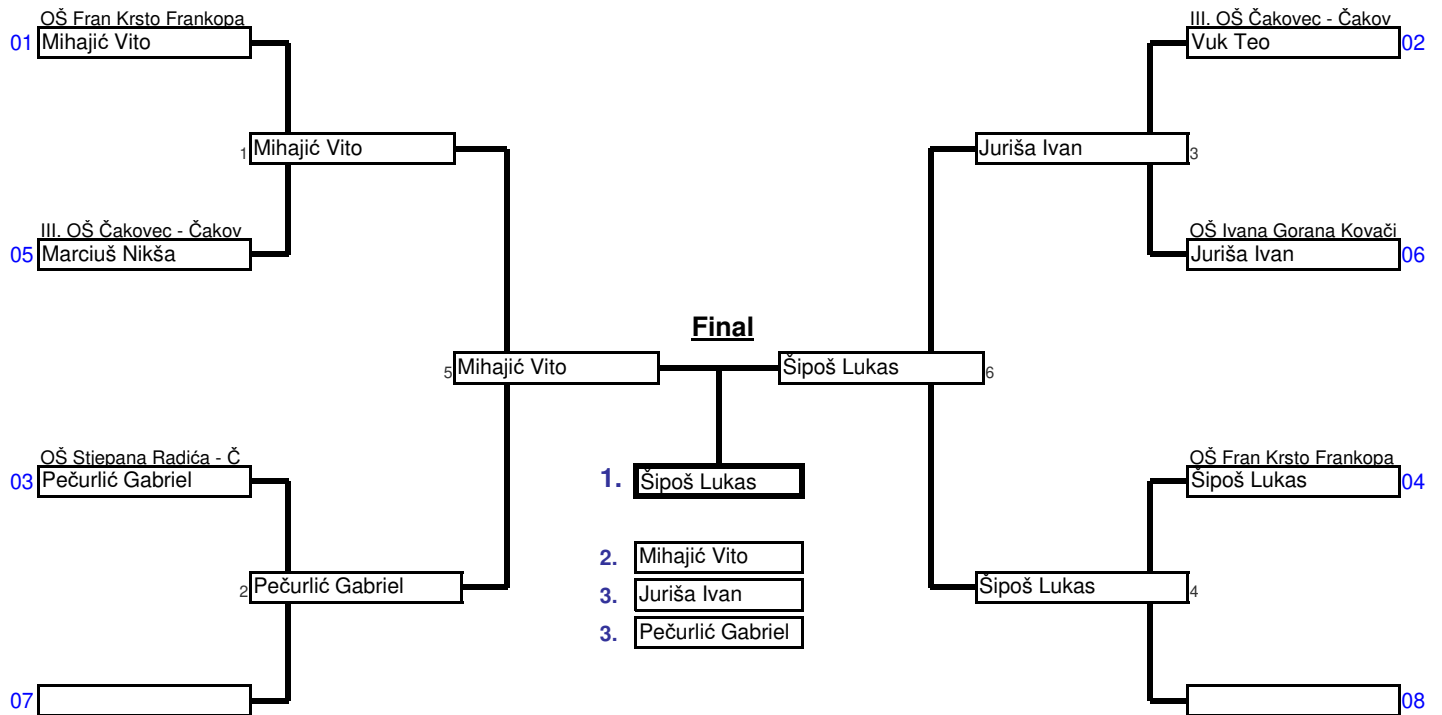 OŠ Fran Krsto Frankopa
01 Mihajić Vito
1 Mihajić Vito
III. OŠ Čakovec - Čakov
05 Marciuš Nikša
5 Mihajić Vito
OŠ Stjepana Radića - Č
03 Pečurlić Gabriel
2 Pečurlić Gabriel
07
Final
1. Šipoš Lukas
2. Mihajić Vito
3. Juriša Ivan
3. Pečurlić Gabriel
III. OŠ Čakovec - Čakov
Vuk Teo 02
Juriša Ivan 3
OŠ Ivana Gorana Kovači
Juriša Ivan 06
Šipoš Lukas 6
OŠ Fran Krsto Frankopa
Šipoš Lukas 04
Šipoš Lukas 4
08